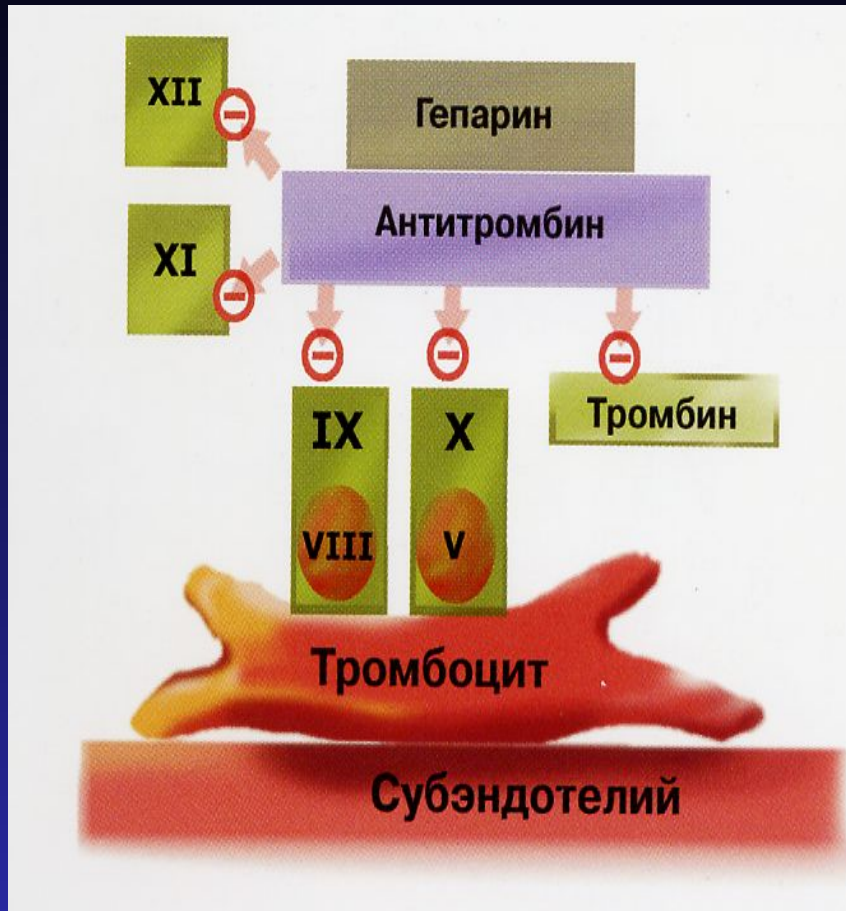 XII
Гепарин
Антитромбин
XI
IX
X
Тромбин
VIII
V
Тромбоцит
Субэндотелий